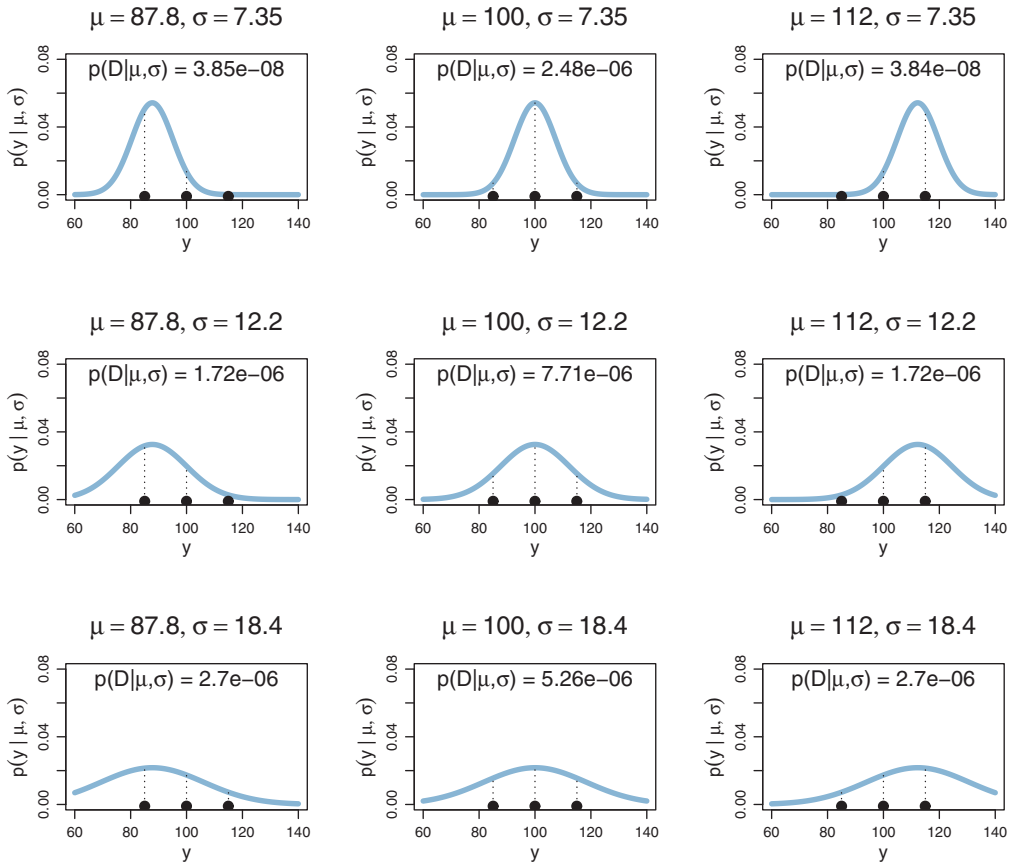 μ = 87.8, σ = 7.35
p(D|μ,σ) = 3.85e−08
p(y | μ, σ)
0.00 0.04 0.08
60 80 100 120 140
y
μ = 100, σ = 7.35
p(D|μ,σ) = 2.48e−06
p(y | μ, σ)
0.00 0.04 0.08
60 80 100 120 140
y
μ = 112, σ = 7.35
p(D|μ,σ) = 3.84e−08
p(y | μ, σ)
0.00 0.04 0.08
60 80 100 120 140
y
μ = 87.8, σ = 12.2
p(D|μ,σ) = 1.72e−06
p(y | μ, σ)
0.00 0.04 0.08
60 80 100 120 140
y
μ = 100, σ = 12.2
p(D|μ,σ) = 7.71e−06
p(y | μ, σ)
0.00 0.04 0.08
60 80 100 120 140
y
μ = 112, σ = 12.2
p(D|μ,σ) = 1.72e−06
p(y | μ, σ)
0.00 0.04 0.08
60 80 100 120 140
y
μ = 87.8, σ = 18.4
p(D|μ,σ) = 2.7e−06
p(y | μ, σ)
0.00 0.04 0.08
60 80 100 120 140
y
μ = 100, σ = 18.4
p(D|μ,σ) = 5.26e−06
p(y | μ, σ)
0.00 0.04 0.08
60 80 100 120 140
y
μ = 112, σ = 18.4
p(D|μ,σ) = 2.7e−06
p(y | μ, σ)
0.00 0.04 0.08
60 80 100 120 140
y